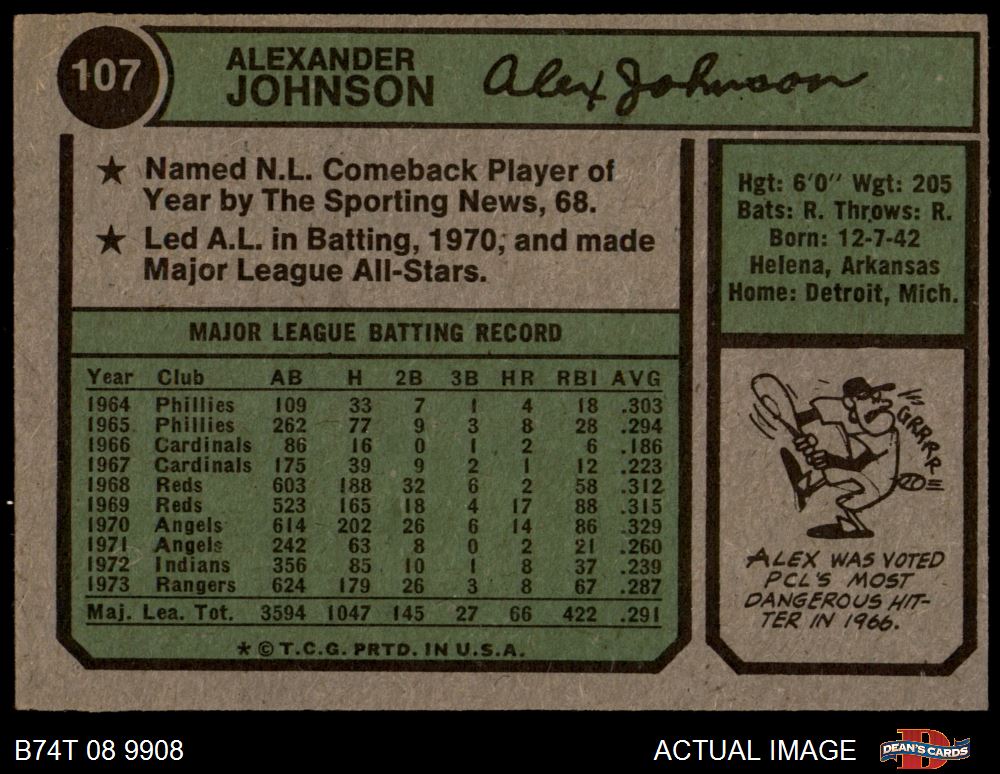 107
ALEXANDER
JOHNSON
Alex Johnson
★ Named N.L. Comeback Player of
Year by The Sporting News, 68.
★ Led A.L. in Batting, 1970, and made
Major League All-Stars.
Hgt: 6'0" Wgt: 205
Bats: R. Throws: R.
Born: 12-7-42
Helena, Arkansas
Home: Detroit, Mich.
MAJOR LEAGUE BATTING RECORD
Year Club AB H 2B 3B HR RBI AVG
1964 Phillies 109 33 7 1 4 18 .303
1965 Phillies 262 77 9 3 8 28 .294
1966 Cardinals 86 16 0 1 2 6 .186
1967 Cardinals 175 39 9 2 1 12 .223
1968 Reds 603 188 32 6 2 58 .312
1969 Reds 523 165 18 4 17 88 .315
1970 Angels 614 202 26 6 14 86 .329
1971 Angels 242 63 8 0 2 21 .260
1972 Indians 356 85 10 1 8 37 .239
1973 Rangers 624 179 26 3 8 67 .287
Maj. Lea. Tot. 3594 1047 145 27 66 422 .291
★ © T.C.G. PRTD. IN U.S.A.
GRRRR
ALEX WAS VOTED
PCL'S MOST
DANGEROUS HIT-
TER IN 1966.
B74T 08 9908
ACTUAL IMAGE
DEAN'S CARDS